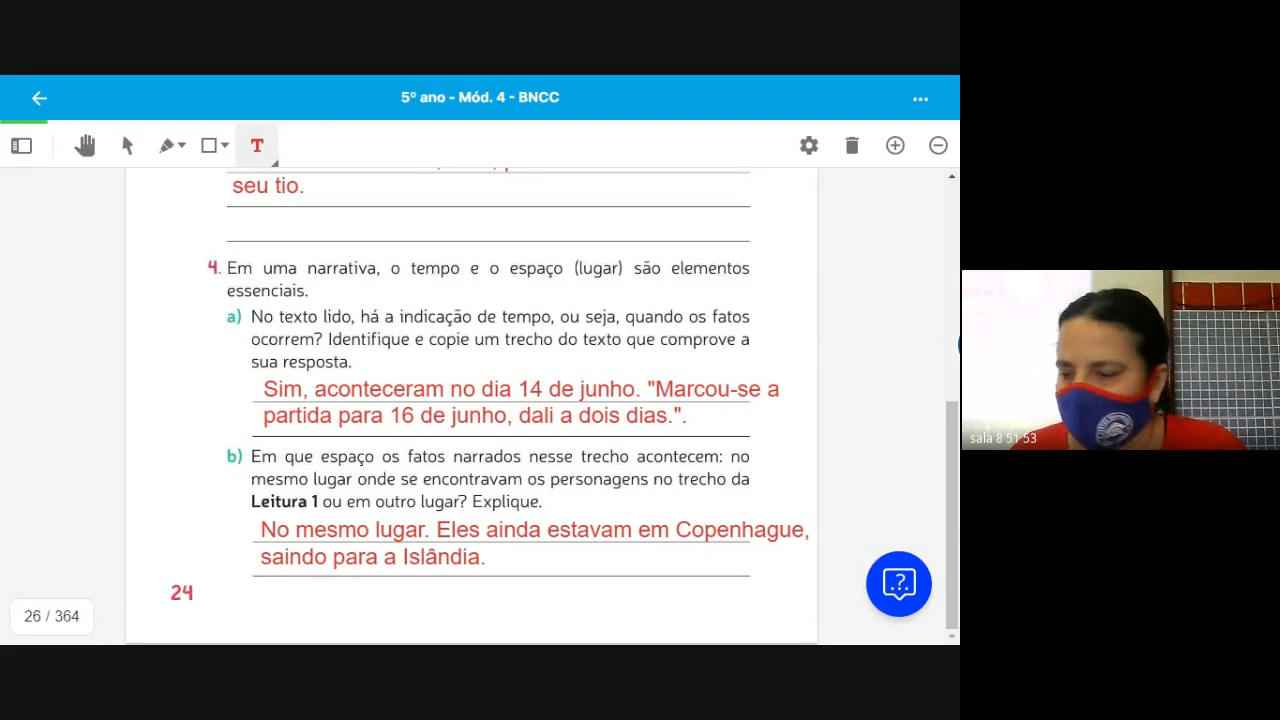 5º ano - Mód. 4 - BNCC
T
seu tio.
4. Em uma narrativa, o tempo e o espaço (lugar) são elementos
essenciais.
a) No texto lido, há a indicação de tempo, ou seja, quando os fatos
ocorrem? Identifique e copie um trecho do texto que comprove a
sua resposta.
Sim, aconteceram no dia 14 de junho. "Marcou-se a
partida para 16 de junho, dali a dois dias.".
b) Em que espaço os fatos narrados nesse trecho acontecem: no
mesmo lugar onde se encontravam os personagens no trecho da
Leitura 1 ou em outro lugar? Explique.
No mesmo lugar. Eles ainda estavam em Copenhague,
saindo para a Islândia.
24
26 / 364
sala 8 51 53